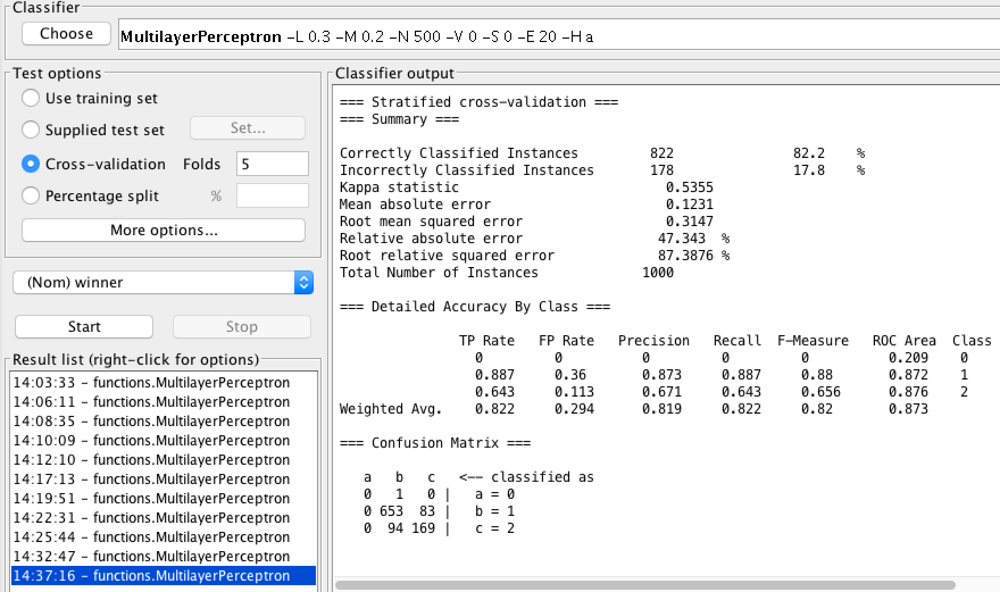 Classifier
Choose
MultilayerPerceptron -L 0.3 -M 0.2 -N 500 -V 0 -S 0 -E 20 -H a
Test options
Use training set
Supplied test set Set...
Cross-validation Folds 5
Percentage split %
More options...
(Nom) winner
Start Stop
Result list (right-click for options)
14:03:33 - functions.MultilayerPerceptron
14:06:11 - functions.MultilayerPerceptron
14:08:35 - functions.MultilayerPerceptron
14:10:09 - functions.MultilayerPerceptron
14:12:10 - functions.MultilayerPerceptron
14:17:13 - functions.MultilayerPerceptron
14:19:51 - functions.MultilayerPerceptron
14:22:31 - functions.MultilayerPerceptron
14:25:44 - functions.MultilayerPerceptron
14:32:47 - functions.MultilayerPerceptron
14:37:16 - functions.MultilayerPerceptron
Classifier output
=== Stratified cross-validation ===
=== Summary ===
Correctly Classified Instances 822 82.2 %
Incorrectly Classified Instances 178 17.8 %
Kappa statistic 0.5355
Mean absolute error 0.1231
Root mean squared error 0.3147
Relative absolute error 47.343 %
Root relative squared error 87.3876 %
Total Number of Instances 1000
=== Detailed Accuracy By Class ===
TP Rate FP Rate Precision Recall F-Measure ROC Area Class
0 0 0 0 0 0.209 0
0.887 0.36 0.873 0.887 0.88 0.872 1
0.643 0.113 0.671 0.643 0.656 0.876 2
Weighted Avg. 0.822 0.294 0.819 0.822 0.82 0.873
=== Confusion Matrix ===
a b c <-- classified as
0 1 0 | a = 0
0 653 83 | b = 1
0 94 169 | c = 2